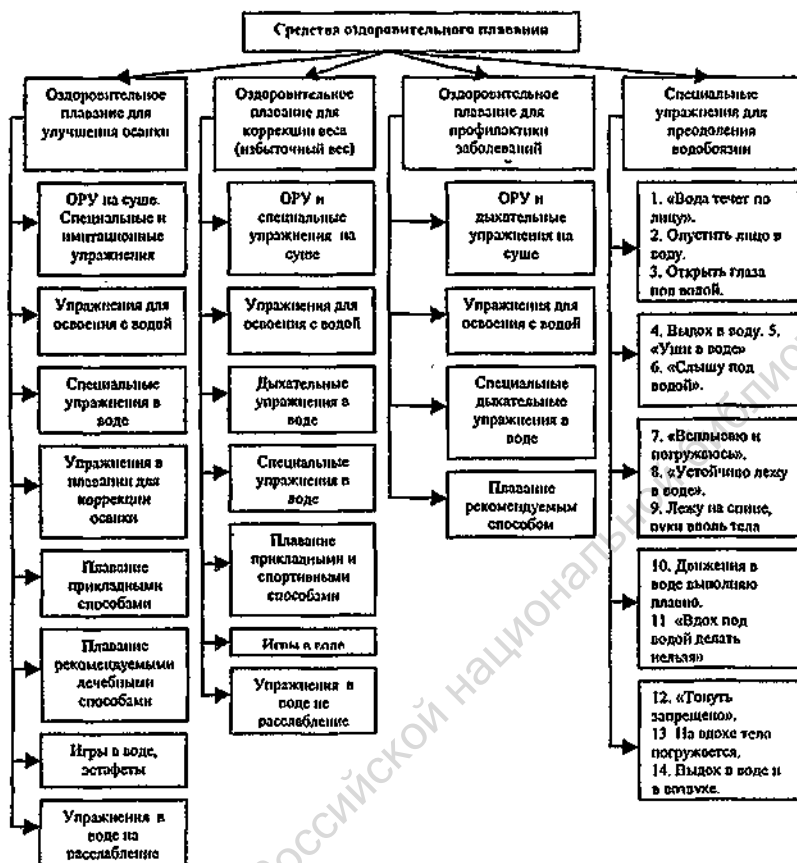 Средства оздоровительного плавания
Оздоровительное
плавание для
улучшения осанки
ОРУ на суше.
Специальные и
имитационные
упражнения
Упражнения для
освоения с водой
Специальные
упражнения в
воде
Упражнения в
плавании для
коррекции
осанки
Плавание
прикладными
способами
Плавание
рекомендуемыми
лечебными
способами
Игры в воде,
эстафеты
Упражнения в
воде на
расслабление
Оздоровительное
плавание для
коррекции веса
(избыточный вес)
ОРУ и
специальные
упражнения на
суше
Упражнения для
освоения с водой
Дыхательные
упражнения в
воде
Специальные
упражнения в
воде
Плавание
прикладными и
спортивными
способами
Игры в воде
Упражнения в
воде не
расслабление
Оздоровительное
плавание для
профилактики
заболеваний
ОРУ и
дыхательные
упражнения на
суше
Упражнения для
освоения с водой
Специальные
дыхательные
упражнения в
воде
Плавание
рекомендуемым
способом
Специальные
упражнения для
преодоления
водобоязни
1. «Вода течет по
лицу».
2. Опустить лицо в
воду.
3. Открыть глаза
под водой.
4. Выдох в воду. 5.
«Уши в воде»
6. «Слышу под
водой».
7. «Всплываю и
погружаюсь».
8. «Устойчиво лежу
в воде».
9. Лежу на спине,
руки вдоль тела
10. Движения в
воде выполняю
плавно.
11 «Вдох под
водой делать
нельзя»
12. «Тонуть
запрещено».
13 На вдохе тело
погружается.
14. Выдох в воде и
в воздухе.
Российской национальной библио